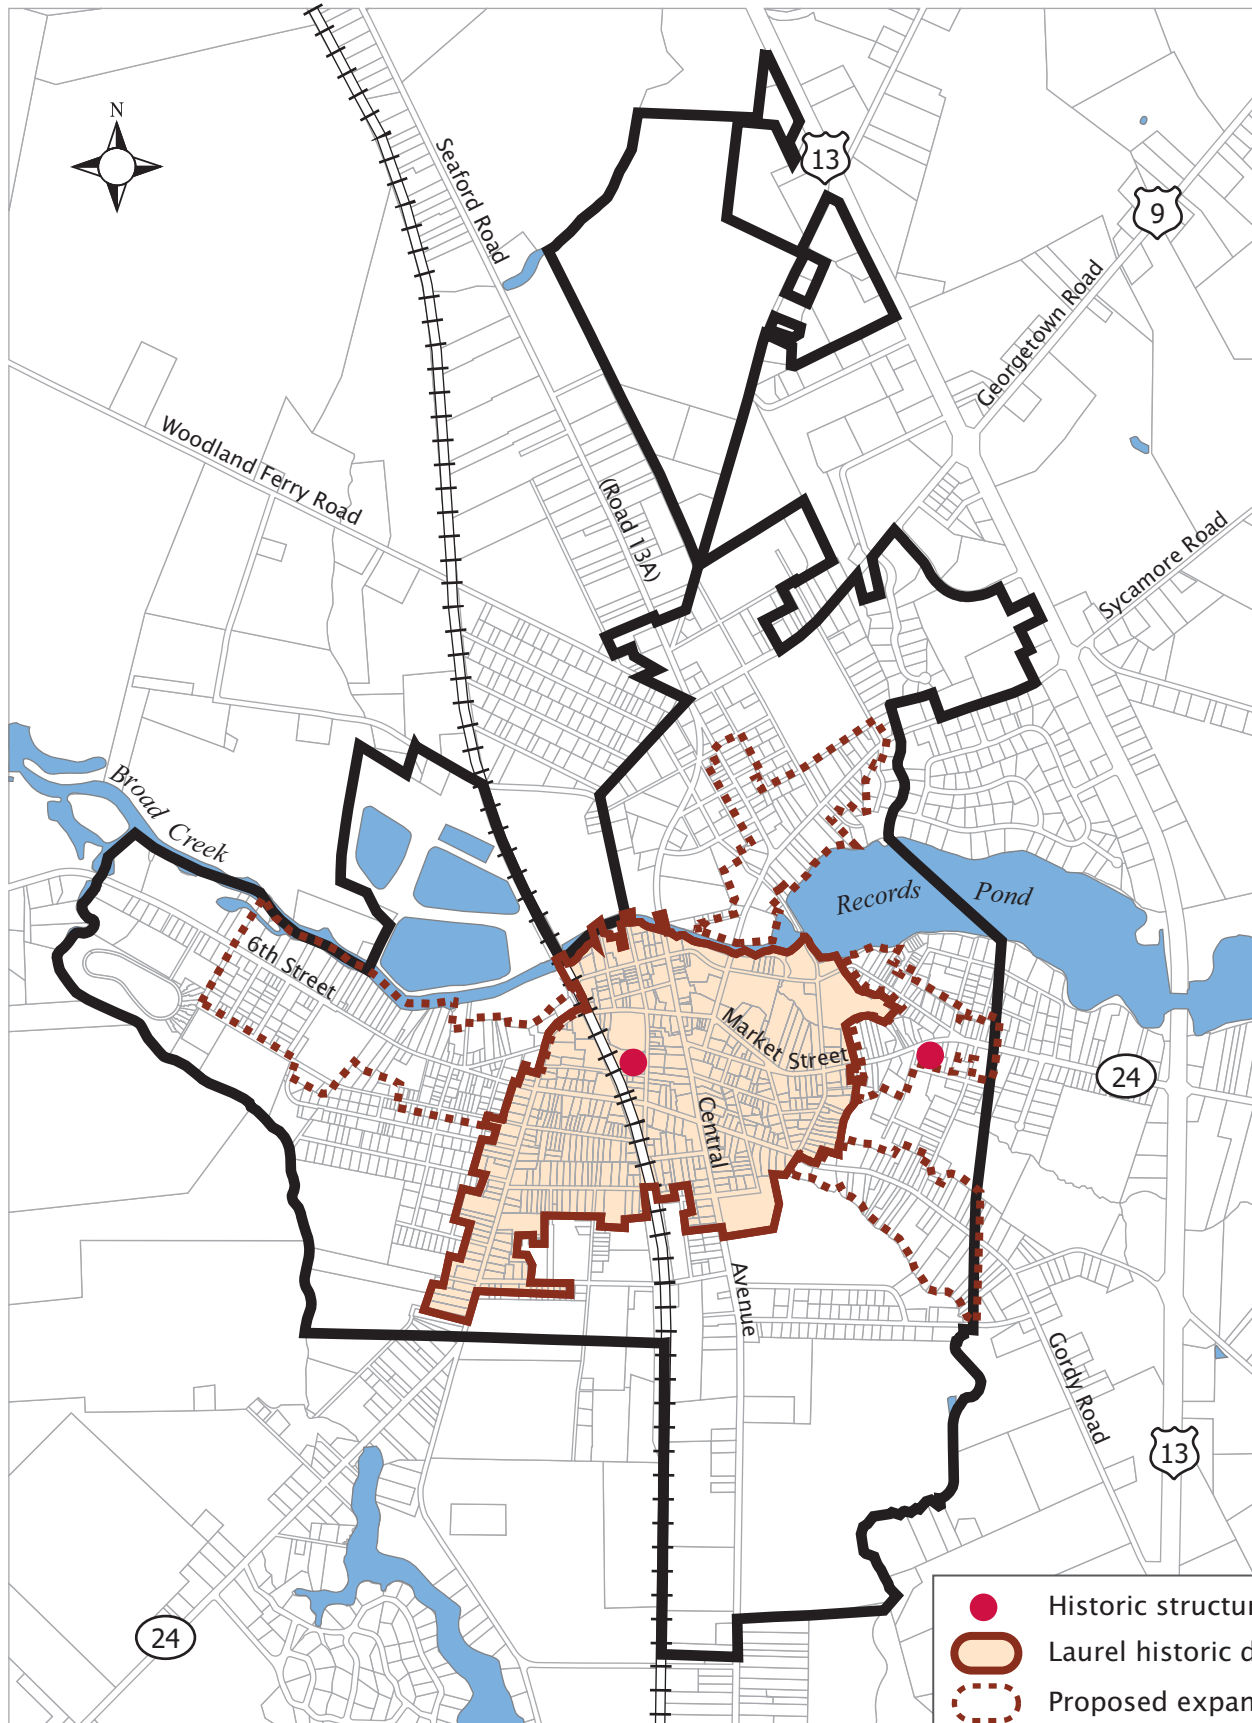 N
13
Seaford Road
9
Georgetown Road
Woodland Ferry Road
(Road 13A)
Sycamore Road
Broad Creek
Records Pond
6th Street
Market Street
24
Central
Avenue
Gordy Road
13
24
Historic structur
Laurel historic d
Proposed expan